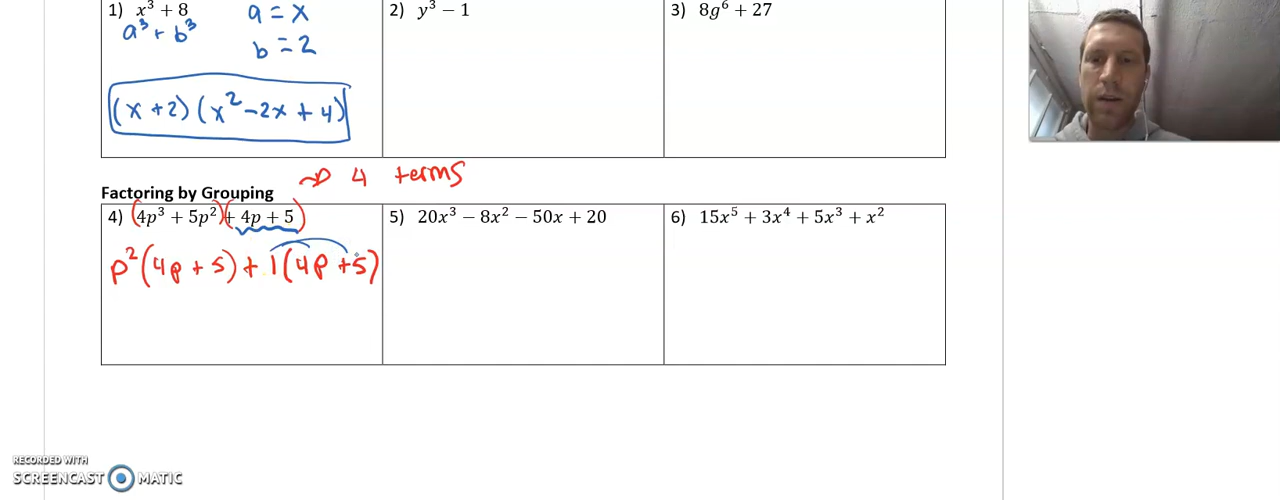 1) x³ + 8
a³ + b³
a = x
b = 2
(x + 2) (x² - 2x + 4)
2) y³ − 1
3) 8g⁶ + 27
Factoring by Grouping
→ 4 terms
4) (4p³ + 5p²)(+ 4p + 5)
p² (4p + 5) + 1 (4p + 5)
5) 20x³ − 8x² − 50x + 20
6) 15x⁵ + 3x⁴ + 5x³ + x²
RECORDED WITH
SCREENCAST MATIC